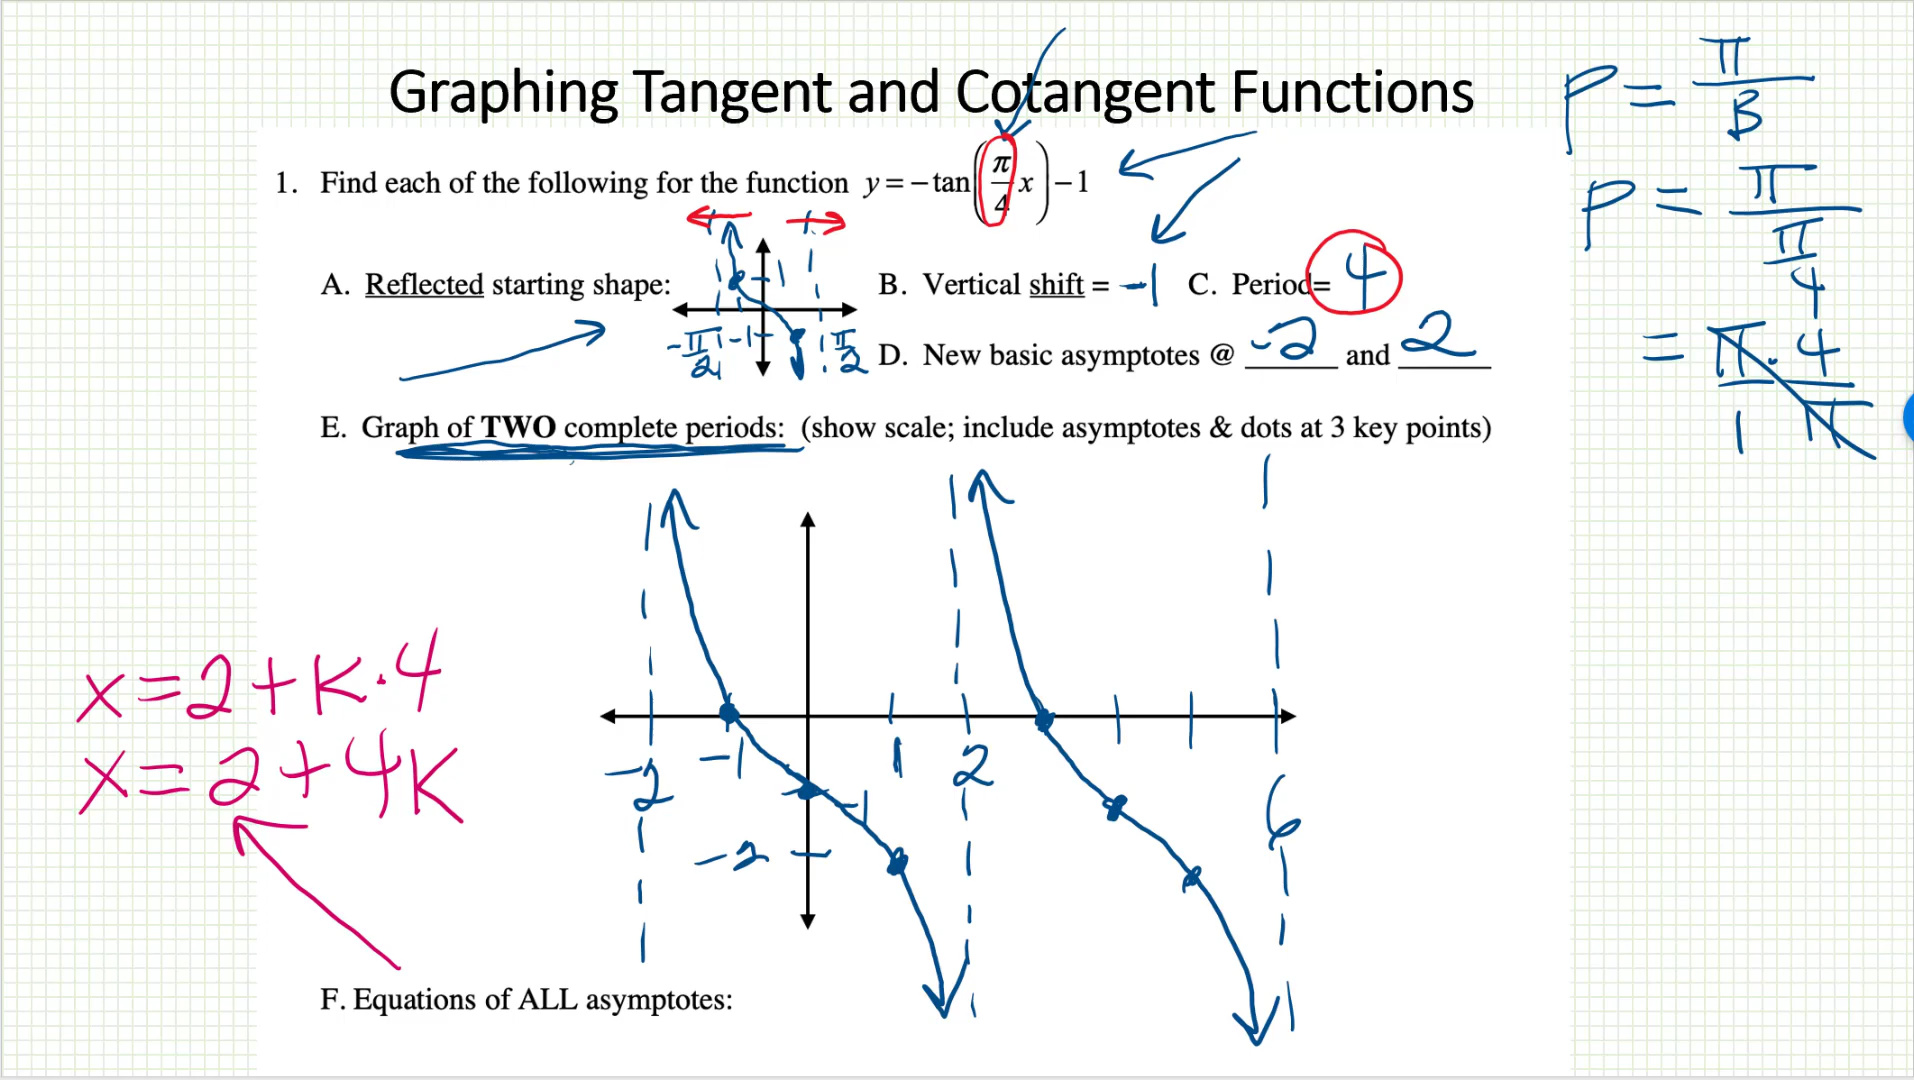 Graphing Tangent and Cotangent Functions
P = π/B
P = π/(π/4)
= π/1 · 4/π
1. Find each of the following for the function y = −tan(π/4 x) − 1
A. Reflected starting shape:
1
-π/2 -1 π/2
B. Vertical shift = -1
C. Period= 4
D. New basic asymptotes @ -2 and 2
E. Graph of TWO complete periods: (show scale; include asymptotes & dots at 3 key points)
-2 -1 1 2 6
-1
-2
x = 2 + K · 4
x = 2 + 4K
F. Equations of ALL asymptotes: